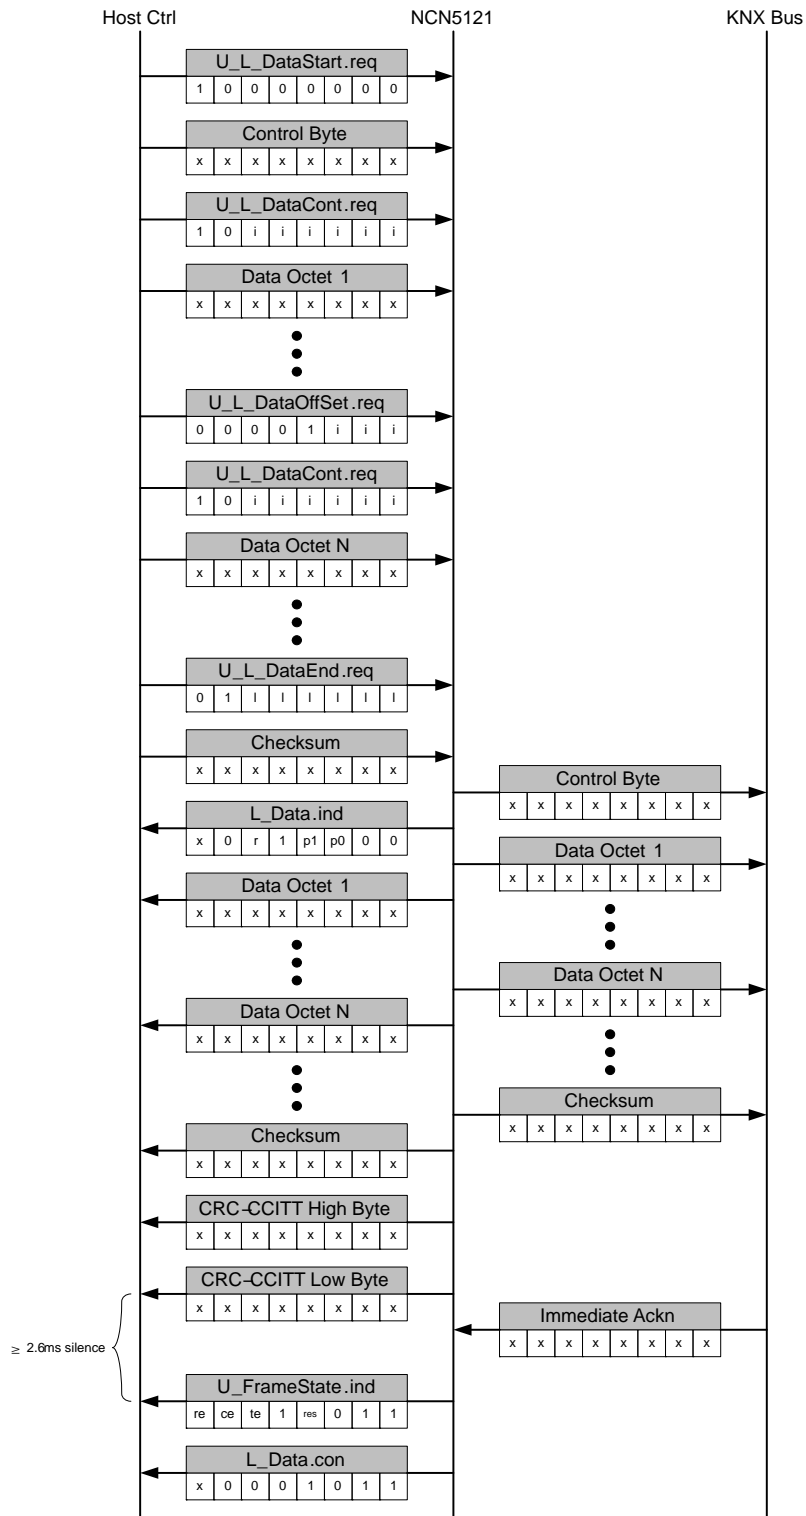 Host Ctrl NCN5121 KNX Bus
U_L_DataStart.req
1 0 0 0 0 0 0 0
Control Byte
x x x x x x x x
U_L_DataCont.req
1 0 i i i i i i
Data Octet 1
x x x x x x x x
U_L_DataOffSet.req
0 0 0 0 1 i i i
U_L_DataCont.req
1 0 i i i i i i
Data Octet N
x x x x x x x x
U_L_DataEnd.req
0 1 l l l l l l
Checksum
x x x x x x x x
Control Byte
x x x x x x x x
L_Data.ind
x 0 r 1 p1 p0 0 0
Data Octet 1
x x x x x x x x
Data Octet 1
x x x x x x x x
Data Octet N
x x x x x x x x
Data Octet N
x x x x x x x x
Checksum
x x x x x x x x
Checksum
x x x x x x x x
CRC-CCITT High Byte
x x x x x x x x
CRC-CCITT Low Byte
x x x x x x x x
Immediate Ackn
x x x x x x x x
≥ 2.6ms silence
U_FrameState.ind
re ce te 1 res 0 1 1
L_Data.con
x 0 0 0 1 0 1 1